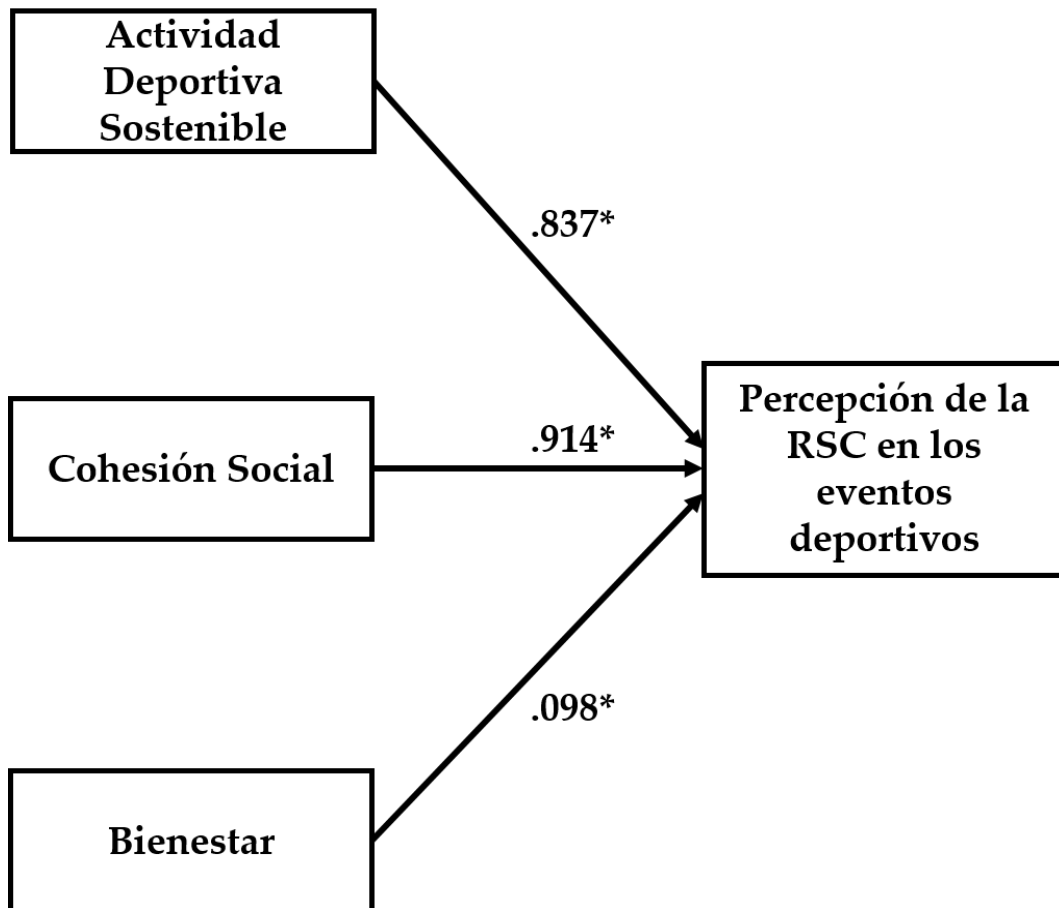 Actividad
Deportiva
Sostenible
.837*
Cohesión Social
.914*
Percepción de la
RSC en los
eventos
deportivos
.098*
Bienestar